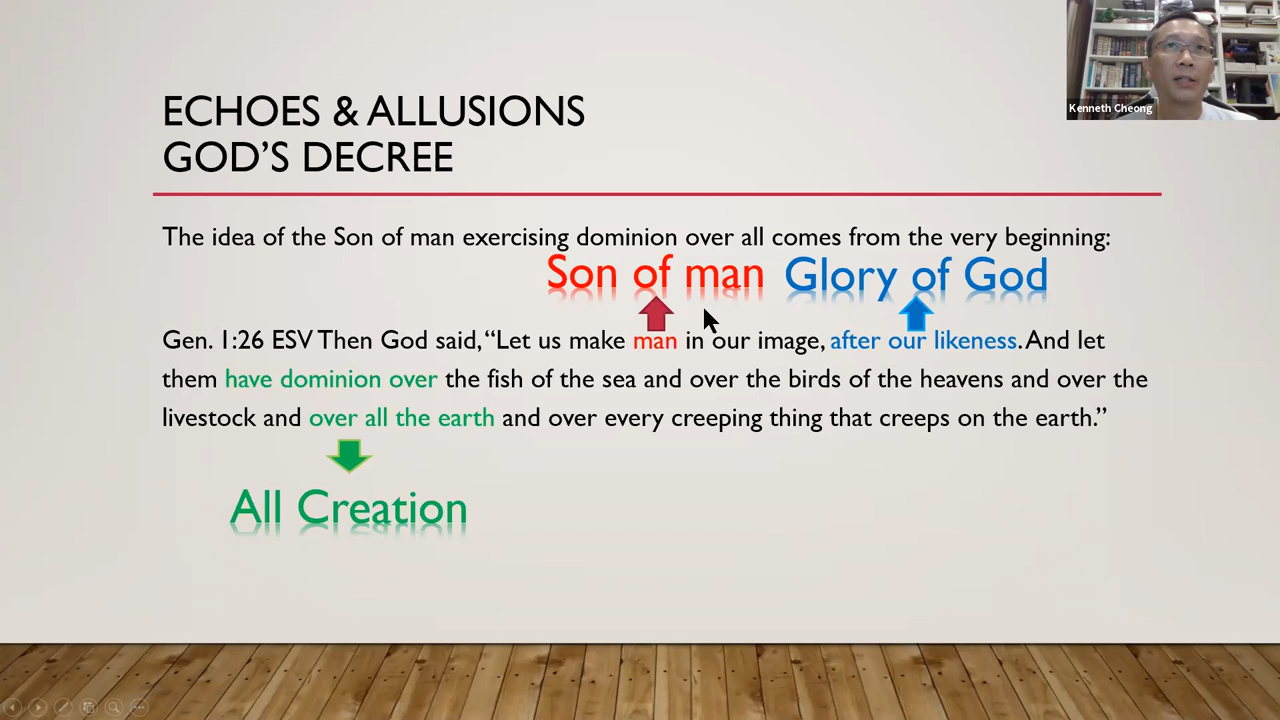 Kenneth Cheong
ECHOES & ALLUSIONS
GOD'S DECREE
The idea of the Son of man exercising dominion over all comes from the very beginning:
Son of man Glory of God
Gen. 1:26 ESV Then God said, “Let us make man in our image, after our likeness. And let
them have dominion over the fish of the sea and over the birds of the heavens and over the
livestock and over all the earth and over every creeping thing that creeps on the earth.”
All Creation